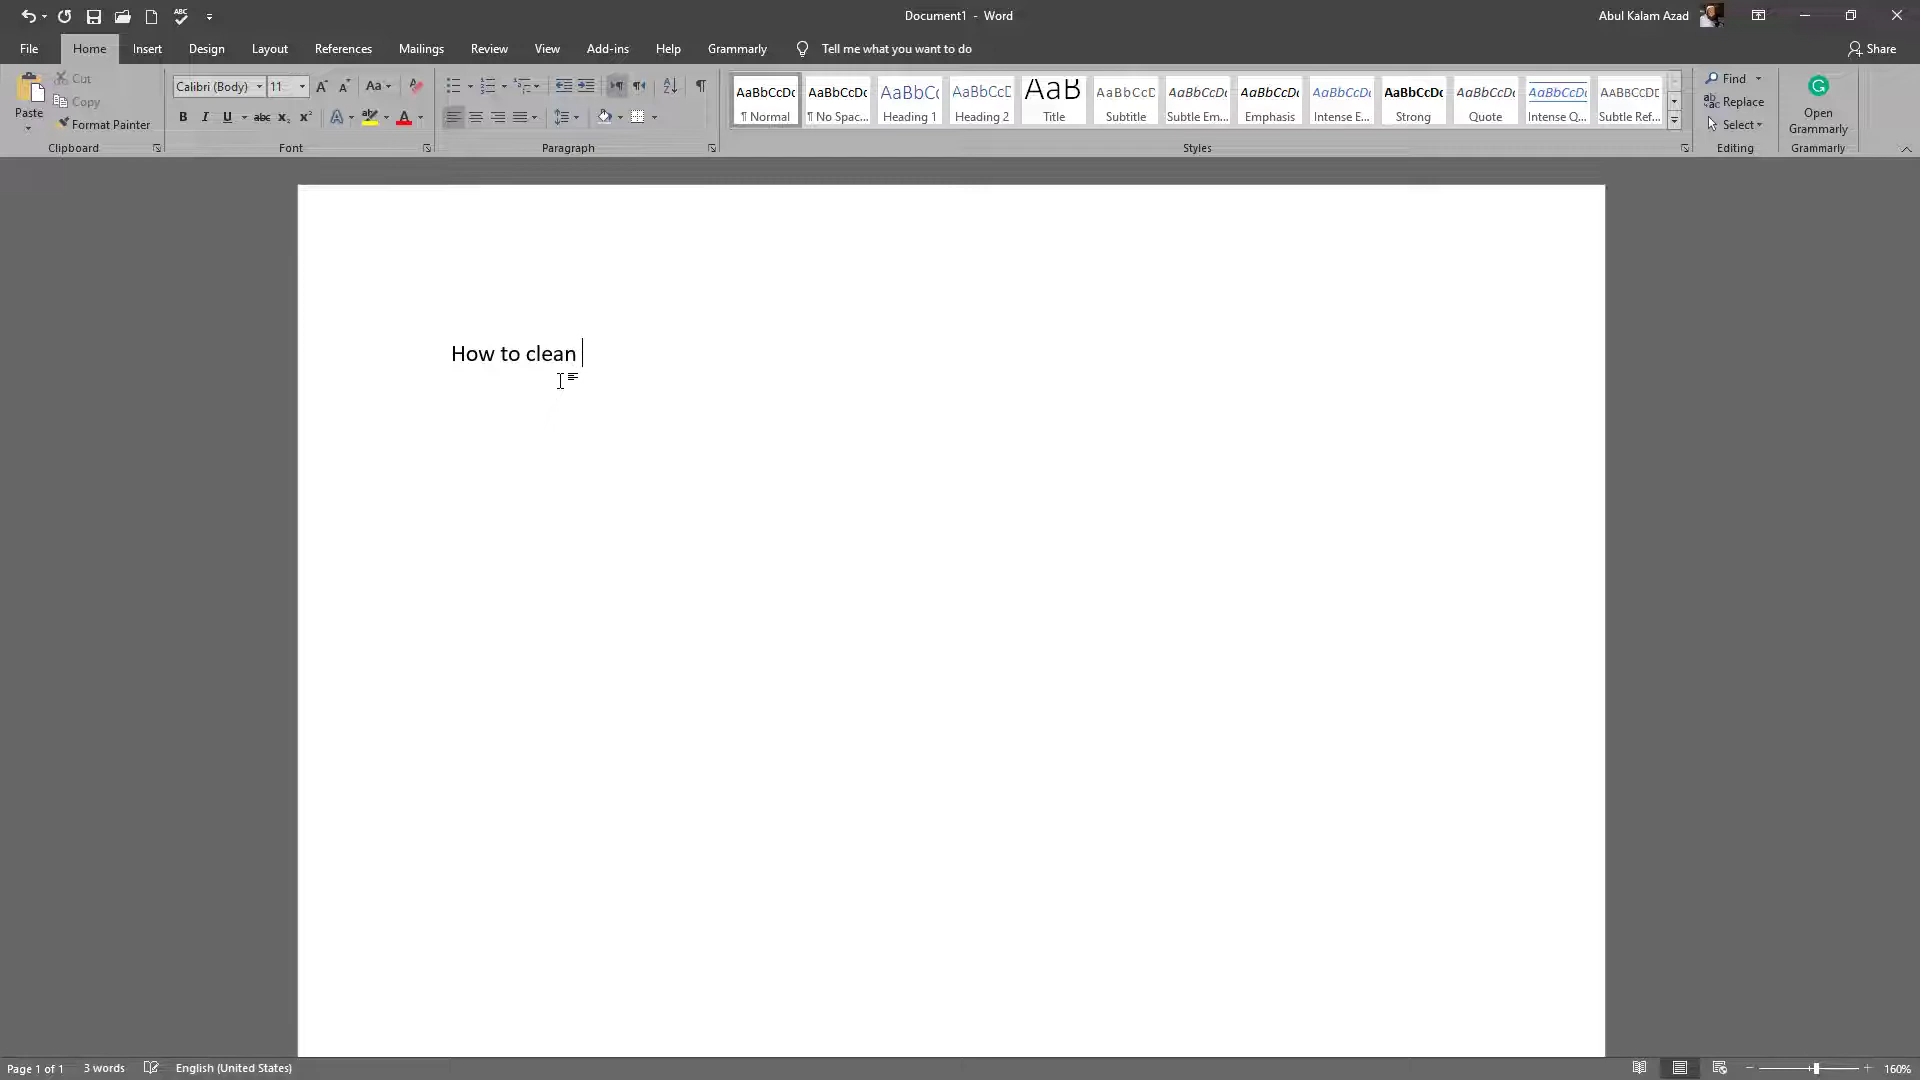 Document1 - Word
Abul Kalam Azad
File Home Insert Design Layout References Mailings Review View Add-ins Help Grammarly Tell me what you want to do Share
Cut
Copy
Paste
Format Painter
Clipboard
Calibri (Body) 11
Font
Paragraph
AaBbCcDc AaBbCcDc AaBbC( AaBbCcC AaB AaBbCcD AaBbCcDc AaBbCcDc AaBbCcDc AaBbCcDc AaBbCcDc AaBbCcDc AaBbCcDc
¶ Normal ¶ No Spac... Heading 1 Heading 2 Title Subtitle Subtle Em... Emphasis Intense E... Strong Quote Intense Q... Subtle Ref...
Styles
Find
Replace
Select
Editing
Open
Grammarly
Grammarly
How to clean
Page 1 of 1 3 words English (United States) 160%